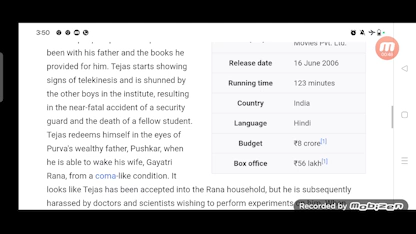 3:50
Movies Pvt. Ltd.
been with his father and the books he
provided for him. Tejas starts showing
signs of telekinesis and is shunned by
the other boys in the institute, resulting
in the near-fatal accident of a security
guard and the death of a fellow student.
Tejas redeems himself in the eyes of
Purva's wealthy father, Pushkar, when
he is able to wake his wife, Gayatri
Rana, from a coma-like condition. It
looks like Tejas has been accepted into the Rana household, but he is subsequently
harassed by doctors and scientists wishing to perform experiments
Release date 16 June 2006
Running time 123 minutes
Country India
Language Hindi
Budget ₹8 crore[1]
Box office ₹56 lakh[1]
Recorded by Mobizen